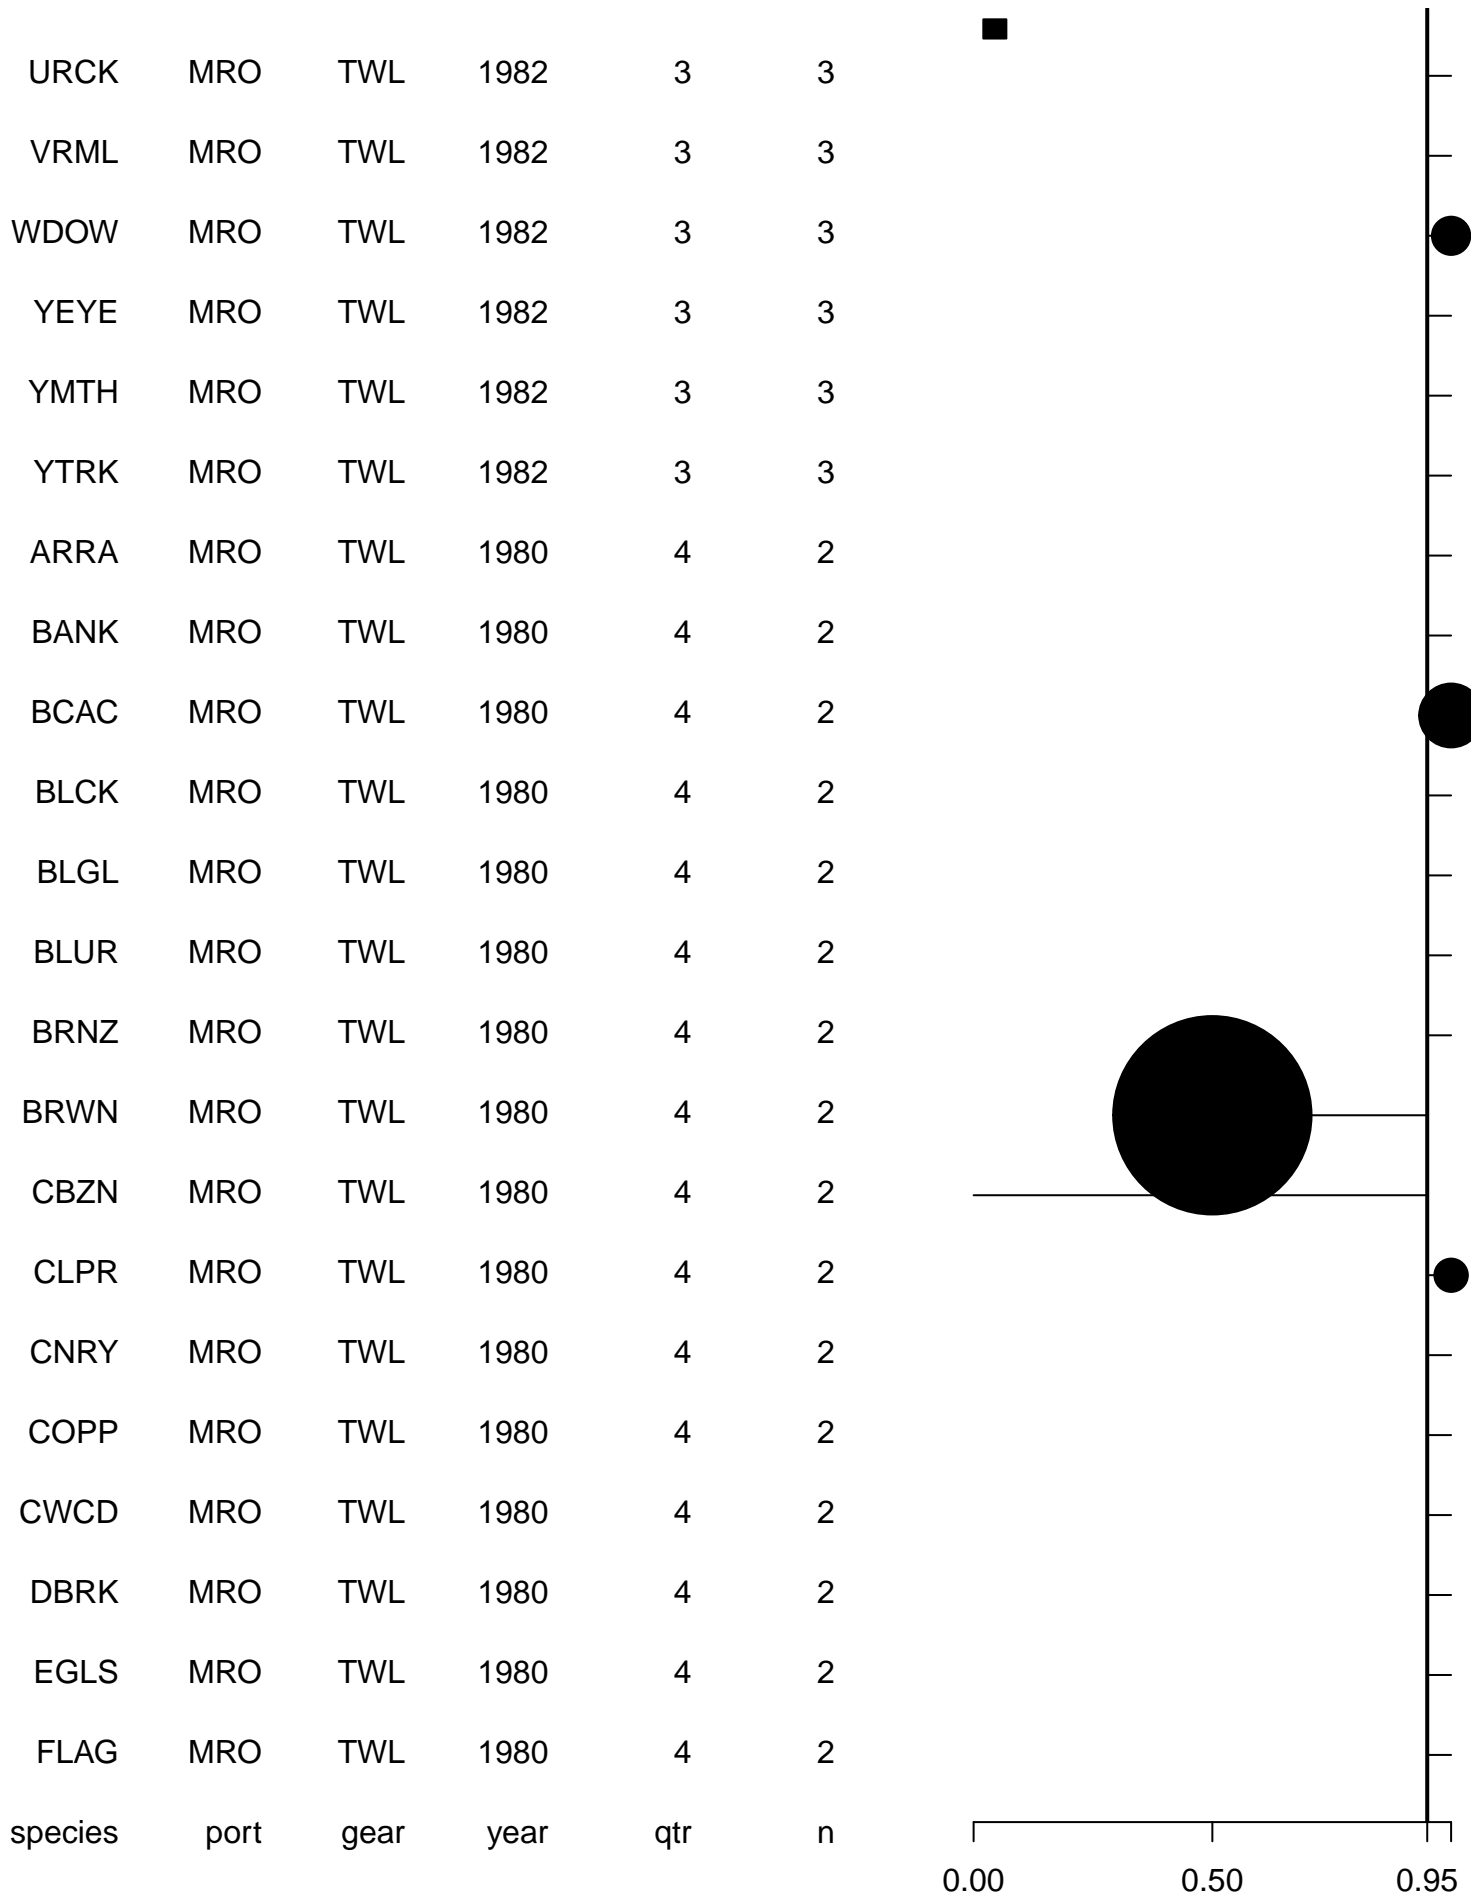 URCK MRO TWL 1982 3 3
VRML MRO TWL 1982 3 3
WDOW MRO TWL 1982 3 3
YEYE MRO TWL 1982 3 3
YMTH MRO TWL 1982 3 3
YTRK MRO TWL 1982 3 3
ARRA MRO TWL 1980 4 2
BANK MRO TWL 1980 4 2
BCAC MRO TWL 1980 4 2
BLCK MRO TWL 1980 4 2
BLGL MRO TWL 1980 4 2
BLUR MRO TWL 1980 4 2
BRNZ MRO TWL 1980 4 2
BRWN MRO TWL 1980 4 2
CBZN MRO TWL 1980 4 2
CLPR MRO TWL 1980 4 2
CNRY MRO TWL 1980 4 2
COPP MRO TWL 1980 4 2
CWCD MRO TWL 1980 4 2
DBRK MRO TWL 1980 4 2
EGLS MRO TWL 1980 4 2
FLAG MRO TWL 1980 4 2
species port gear year qtr n
0.00 0.50 0.95